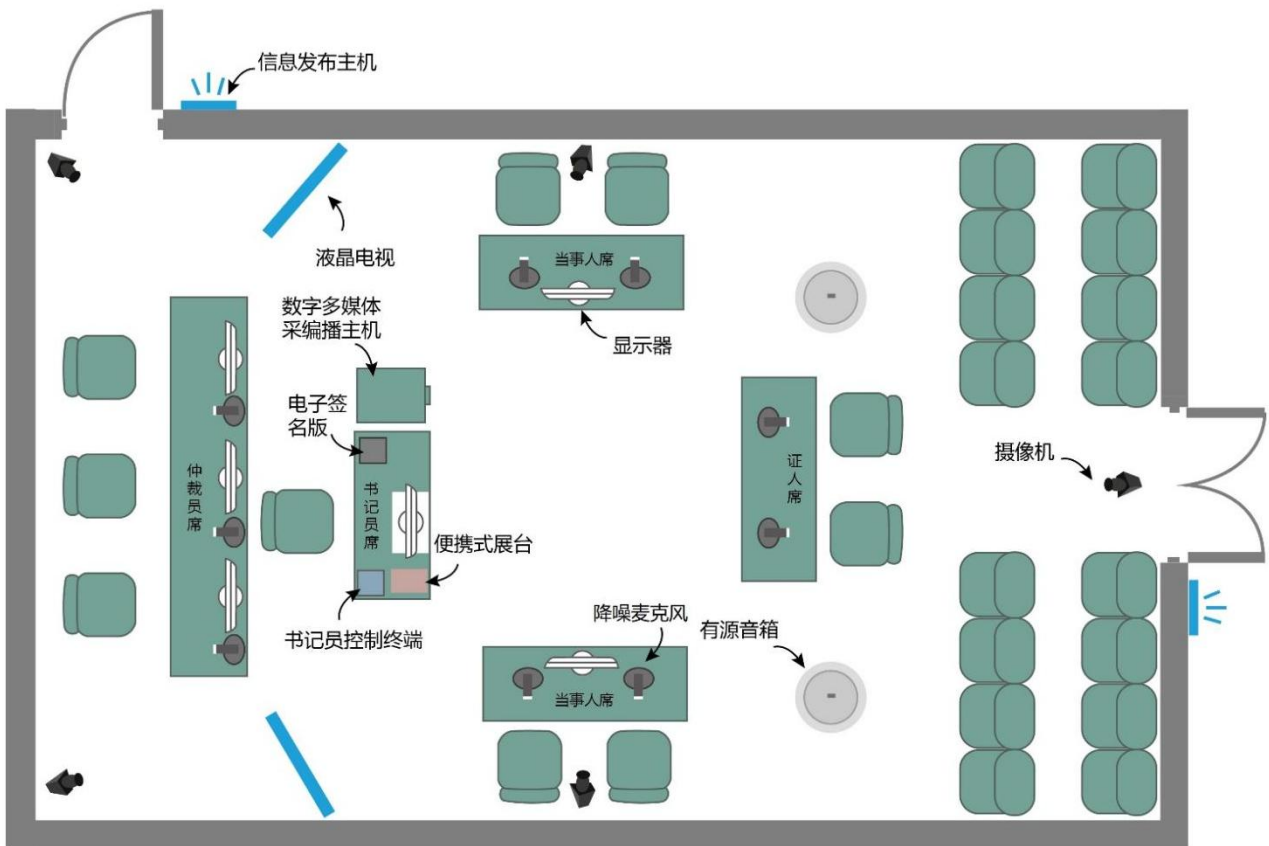 信息发布主机
液晶电视
当事人席
数字多媒体
采编播主机
显示器
电子签
名版
摄像机
仲裁员席
书记员席
证人席
便携式展台
降噪麦克风
有源音箱
书记员控制终端
当事人席